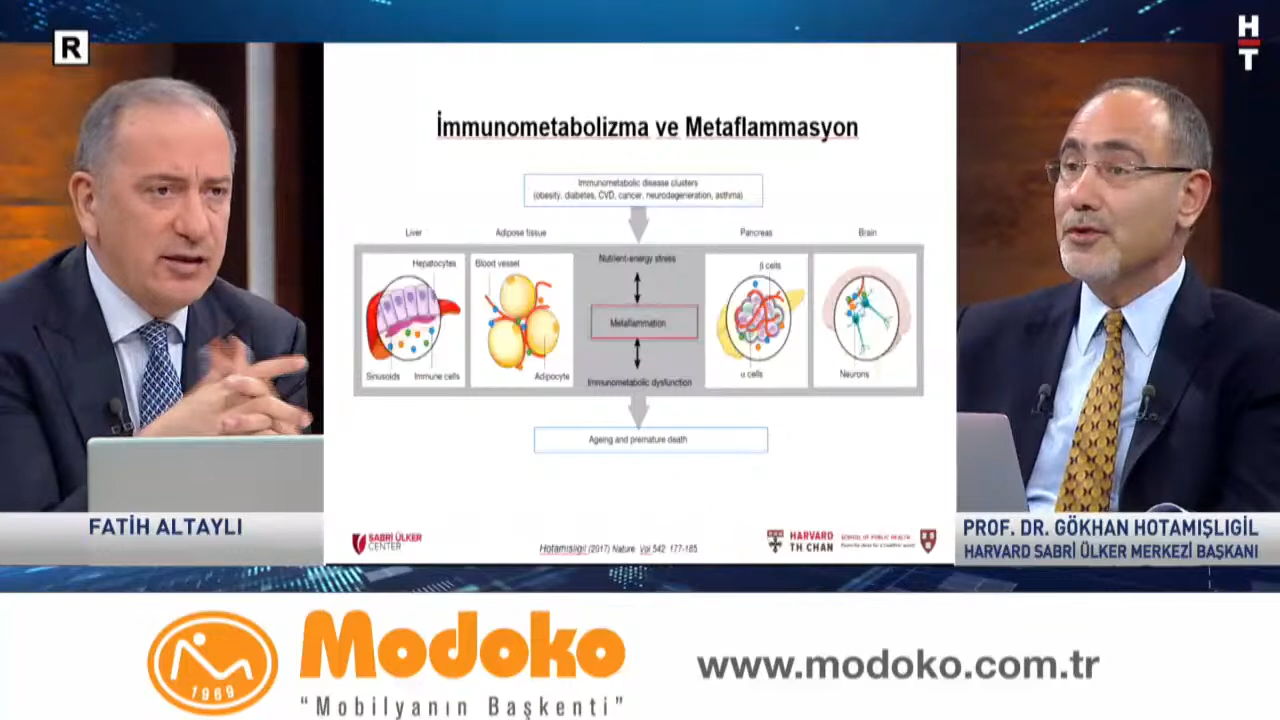 R
H
T
İmmunometabolizma ve Metaflammasyon
Immunometabolic disease clusters
(obesity, diabetes, CVD, cancer, neurodegeneration, asthma)
Liver
Adipose tissue
Pancreas
Brain
Hepatocytes
Blood vessel
Nutrient-energy stress
β cells
Metaflammation
Sinusoids
Immune cells
Adipocyte
Immunometabolic dysfunction
α cells
Neurons
Ageing and premature death
SABRİ ÜLKER
CENTER
Hotamisligil (2017) Nature Vol 542 177-185
HARVARD
TH CHAN
SCHOOL OF PUBLIC HEALTH
FATİH ALTAYLI
PROF. DR. GÖKHAN HOTAMIŞLIGİL
HARVARD SABRİ ÜLKER MERKEZİ BAŞKANI
1969
Modoko
“Mobilyanın Başkenti”
www.modoko.com.tr